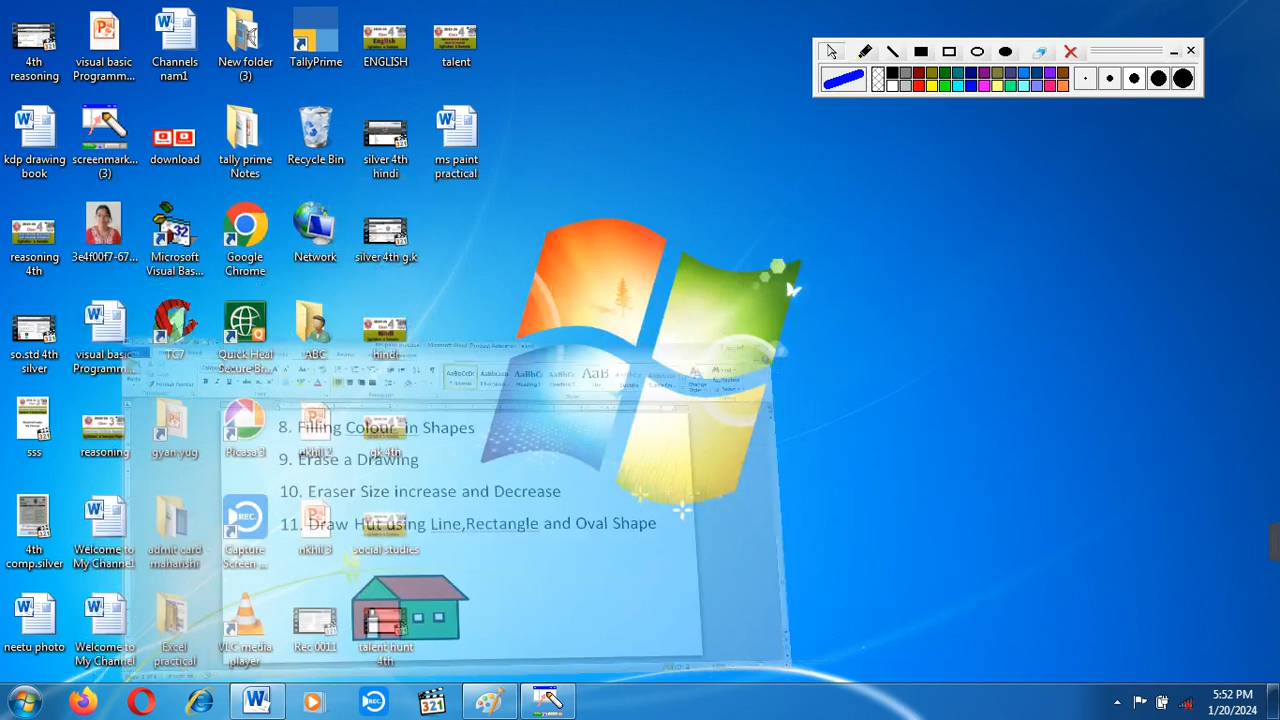 4th
reasoning
visual basic
Programm...
Channels
nam1
New folder
(3)
TallyPrime
ENGLISH
talent
kdp drawing
book
screenmark...
(3)
download
tally prime
Notes
Recycle Bin
silver 4th
hindi
ms paint
practical
reasoning
4th
3e4f00f7-67...
Microsoft
Visual Bas...
Google
Chrome
Network
silver 4th g.k
so.std 4th
silver
visual basic
Programm...
TC7
Quick Heal
Secure Br...
ABC
hindi
8. Filling Colour in Shapes
9. Erase a Drawing
10. Eraser Size increase and Decrease
11. Draw Hut using Line,Rectangle and Oval Shape
sss
reasoning
gyan yug
Picasa 3
nkhil 2
gk 4th
4th
comp.silver
Welcome to
My Channel
admit card
maharishi
Capture
Screen ...
nkhil 3
social studies
neetu photo
Welcome to
My Channel
Excel
practical
VLC media
player
Rec 0011
talent hunt
4th
5:52 PM
1/20/2024